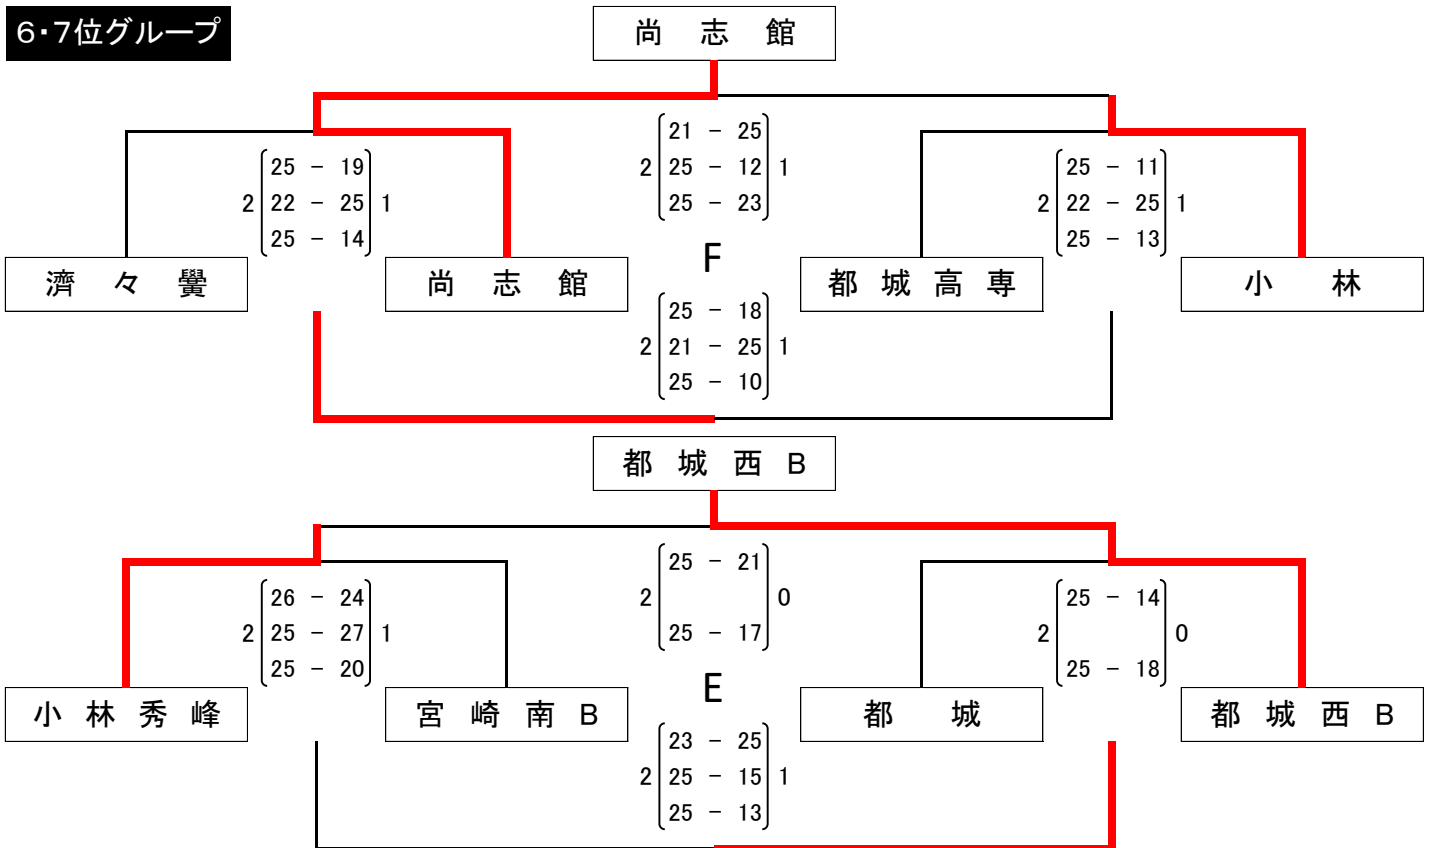 6・7位グループ
尚志館
21 － 25
2 25 － 12 1
25 － 23
25 － 19
2 22 － 25 1
25 － 14
25 － 11
2 22 － 25 1
25 － 13
F
濟々黌
尚志館
都城高専
小林
25 － 18
2 21 － 25 1
25 － 10
都城西B
25 － 21
2 0
25 － 17
26 － 24
2 25 － 27 1
25 － 20
25 － 14
2 0
25 － 18
E
小林秀峰
宮崎南B
都城
都城西B
23 － 25
2 25 － 15 1
25 － 13